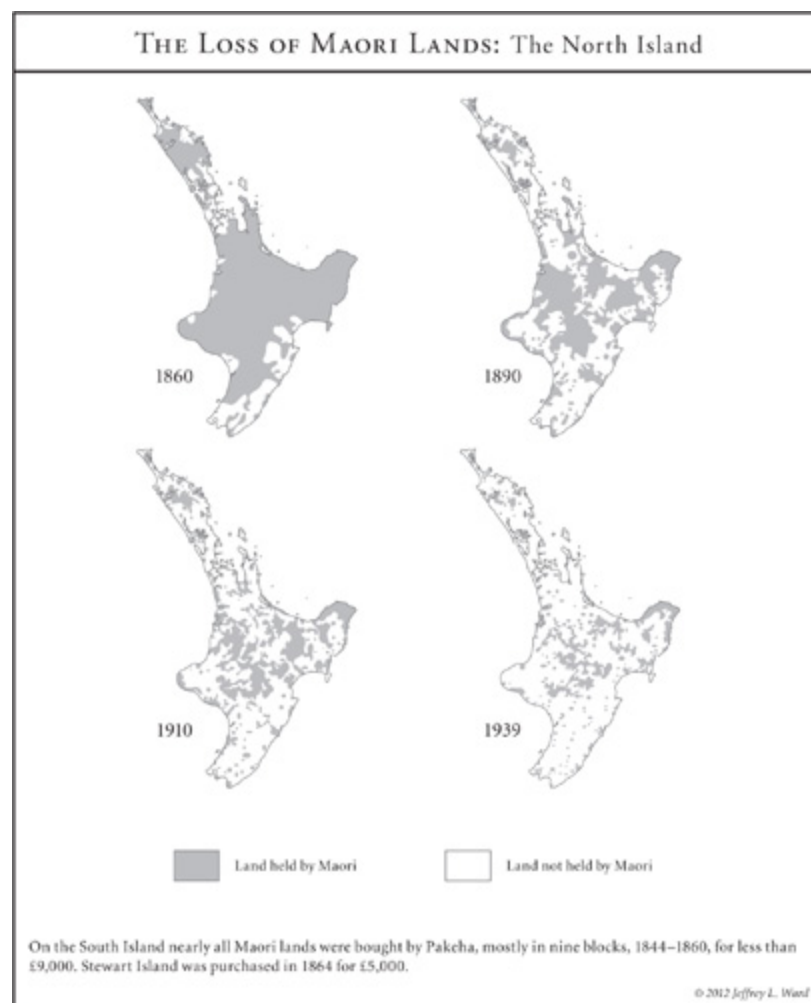 The Loss of Maori Lands: The North Island
1860
1890
1910
1939
Land held by Maori
Land not held by Maori
On the South Island nearly all Maori lands were bought by Pakeha, mostly in nine blocks, 1844–1860, for less than
£9,000. Stewart Island was purchased in 1864 for £5,000.
© 2012 Jeffrey L. Ward